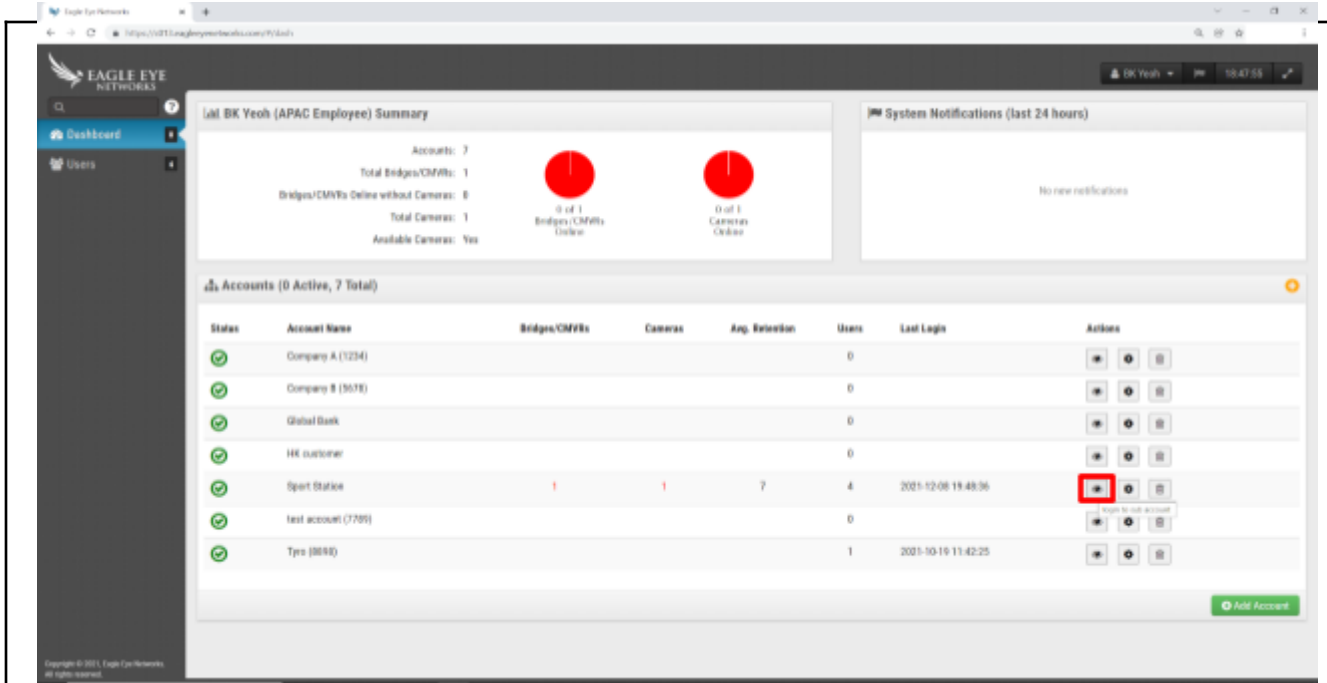 Eagle Eye Networks
EAGLE EYE
NETWORKS
BK Yeoh
18:47:55
Dashboard
Users
BK Yeoh (APAC Employee) Summary
Accounts: 7
Total Bridges/CMVRs: 1
Bridges/CMVRs Online without Cameras: 0
Total Cameras: 1
Available Cameras: Yes
0 of 1
Bridges/CMVRs
Online
0 of 1
Cameras
Online
System Notifications (last 24 hours)
No new notifications
Accounts (0 Active, 7 Total)
Status Account Name Bridges/CMVRs Cameras Avg. Retention Users Last Login Actions
Company A (1234) 0
Company B (5678) 0
Global Bank 0
HK customer 0
Sport Station 1 1 7 4 2021-12-08 19:48:36
login to sub account
test account (7789) 0
Tyro 1 2021-10-19 11:42:25
Add Account
Copyright © 2021, Eagle Eye Networks.
All rights reserved.